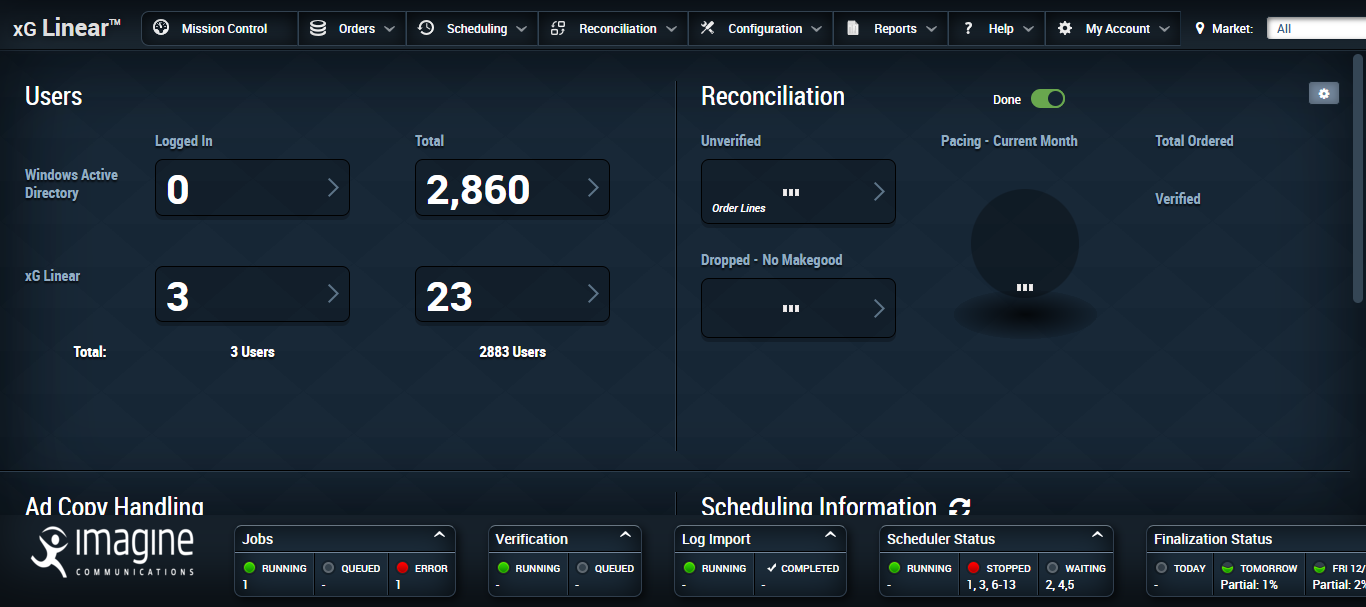 xG Linear™
Mission Control
Orders
Scheduling
Reconciliation
Configuration
Reports
? Help
My Account
Market:
All
Users
Logged In
Total
Windows Active
Directory
0
2,860
xG Linear
3
23
Total:
3 Users
2883 Users
Reconciliation
Done
Unverified
Pacing - Current Month
Total Ordered
Order Lines
Verified
Dropped - No Makegood
Ad Copy Handling
Scheduling Information
imagine
COMMUNICATIONS
Jobs
RUNNING
1
QUEUED
-
ERROR
1
Verification
RUNNING
-
QUEUED
-
Log Import
RUNNING
-
COMPLETED
-
Scheduler Status
RUNNING
-
STOPPED
1, 3, 6-13
WAITING
2, 4,5
Finalization Status
TODAY
-
TOMORROW
Partial: 1%
FRI 12/
Partial: 2%